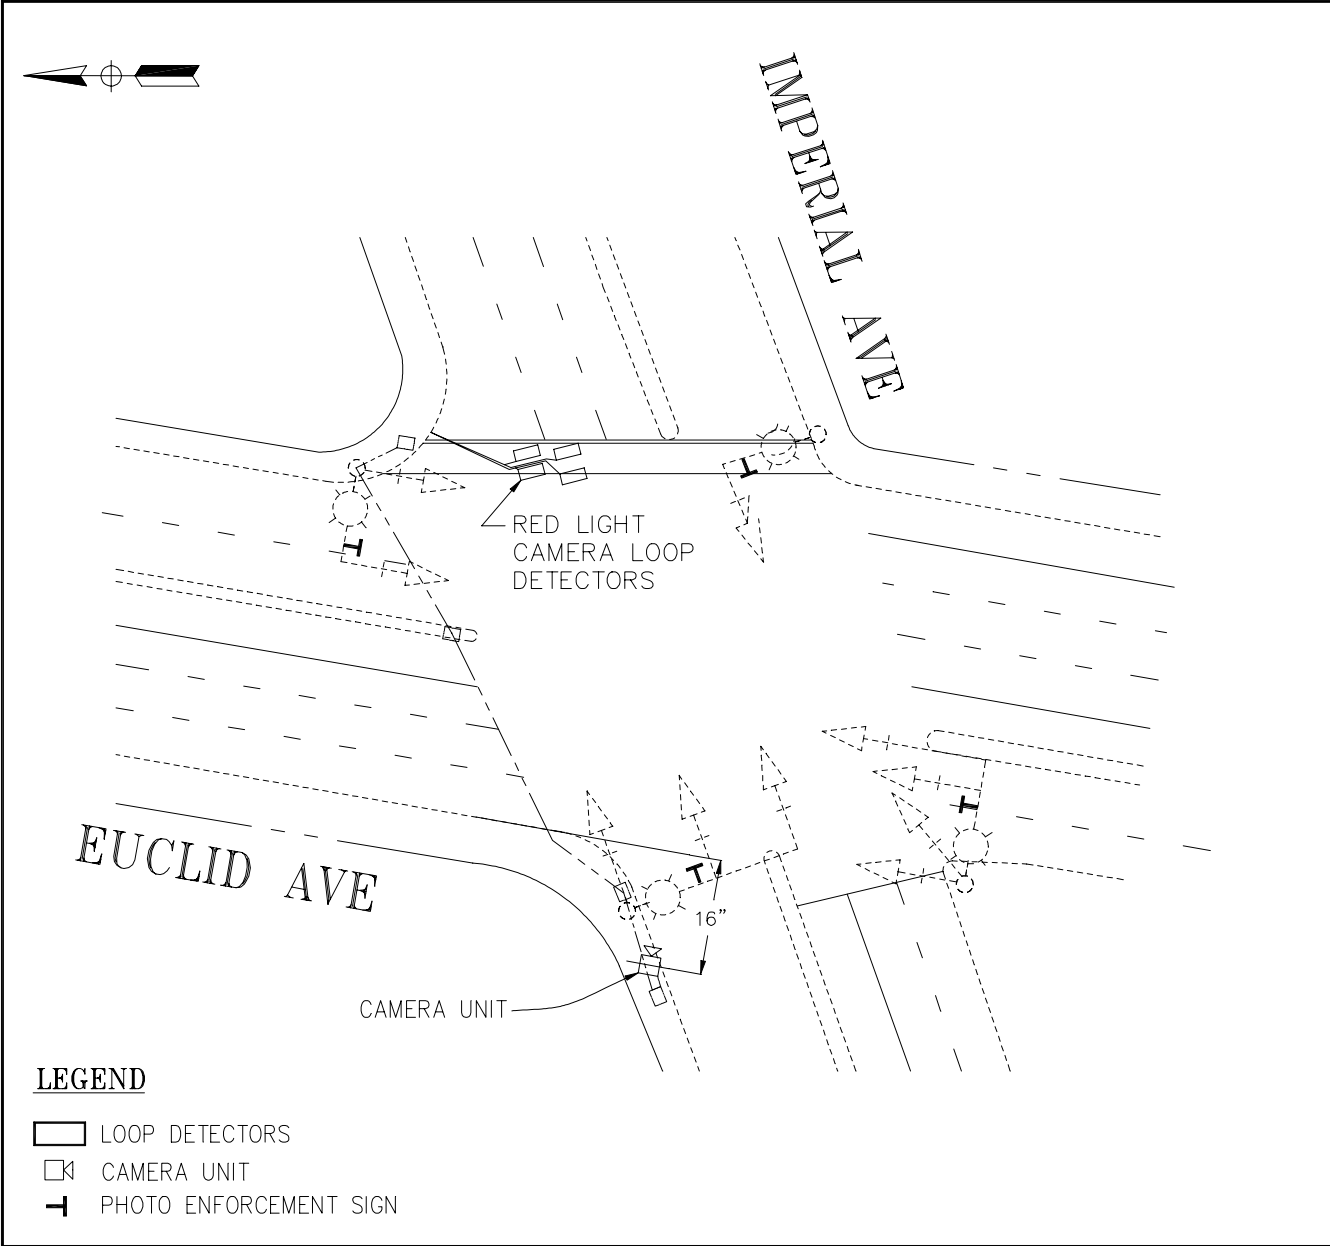 IMPERIAL AVE
RED LIGHT
CAMERA LOOP
DETECTORS
EUCLID AVE
16”
CAMERA UNIT
LEGEND
LOOP DETECTORS
CAMERA UNIT
PHOTO ENFORCEMENT SIGN